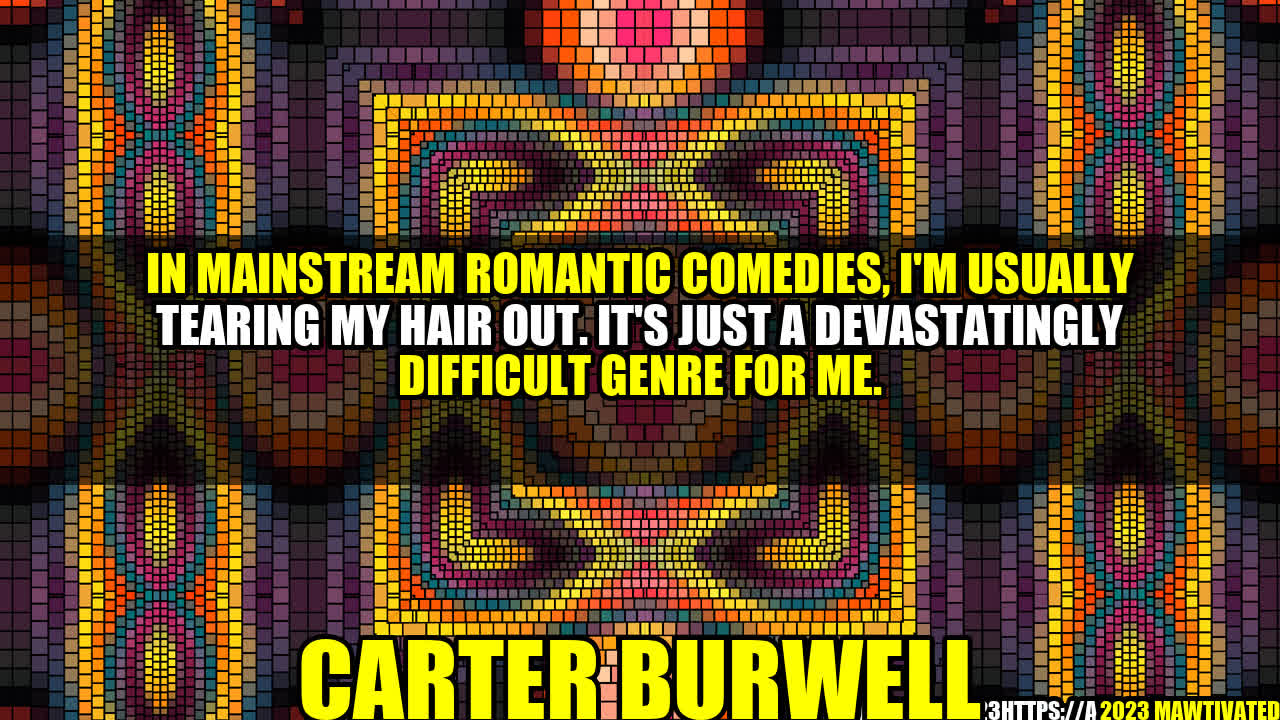 IN MAINSTREAM ROMANTIC COMEDIES, I'M USUALLY
TEARING MY HAIR OUT. IT'S JUST A DEVASTATINGLY
DIFFICULT GENRE FOR ME.
CARTER BURWELL
3HTTPS://A 2023 MAWTIVATED